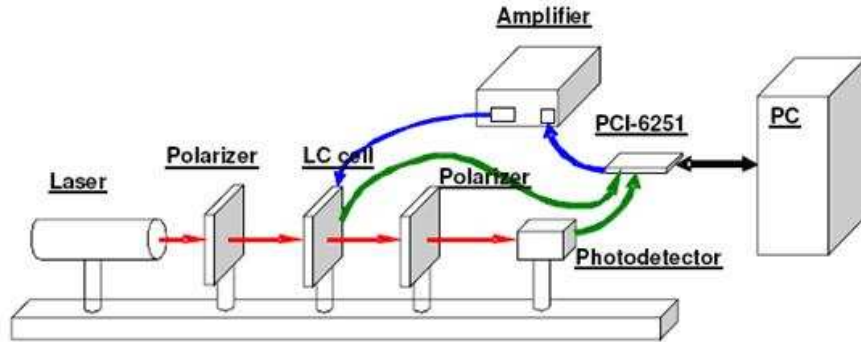 Amplifier
PCI-6251
PC
Polarizer
LC cell
Laser
Polarizer
Photodetector